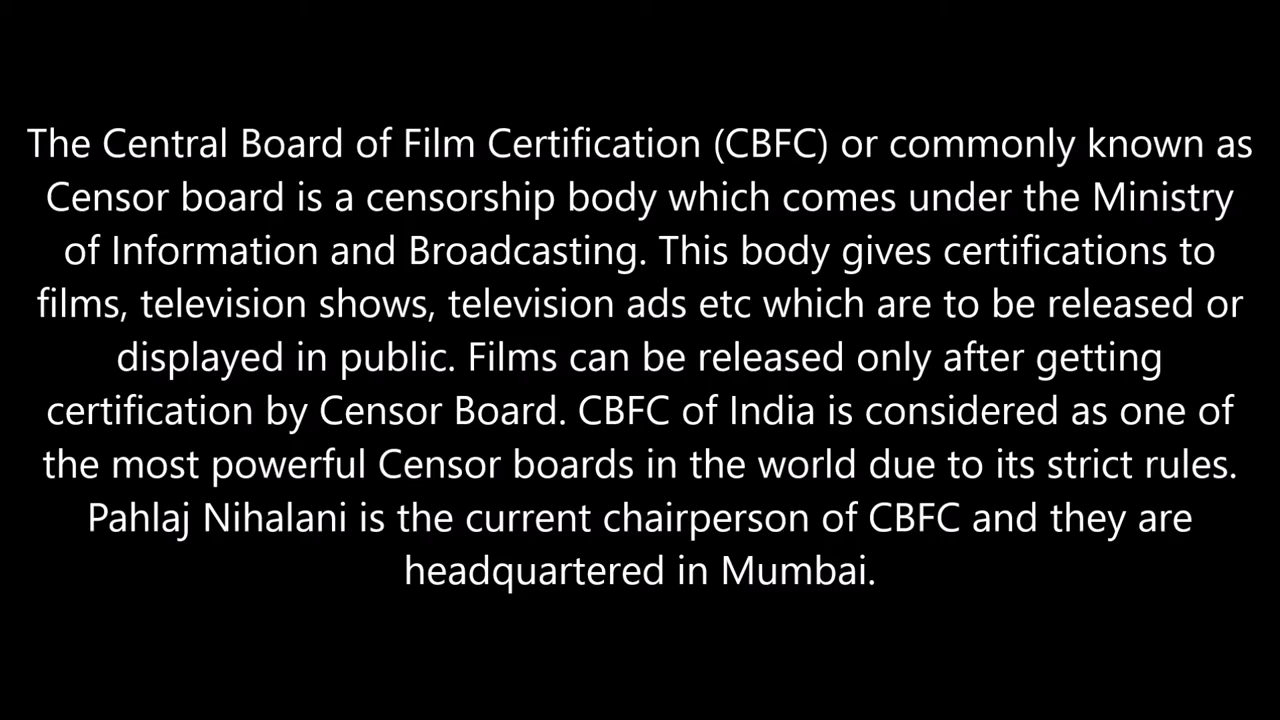 The Central Board of Film Certification (CBFC) or commonly known as
Censor board is a censorship body which comes under the Ministry
of Information and Broadcasting. This body gives certifications to
films, television shows, television ads etc which are to be released or
displayed in public. Films can be released only after getting
certification by Censor Board. CBFC of India is considered as one of
the most powerful Censor boards in the world due to its strict rules.
Pahlaj Nihalani is the current chairperson of CBFC and they are
headquartered in Mumbai.